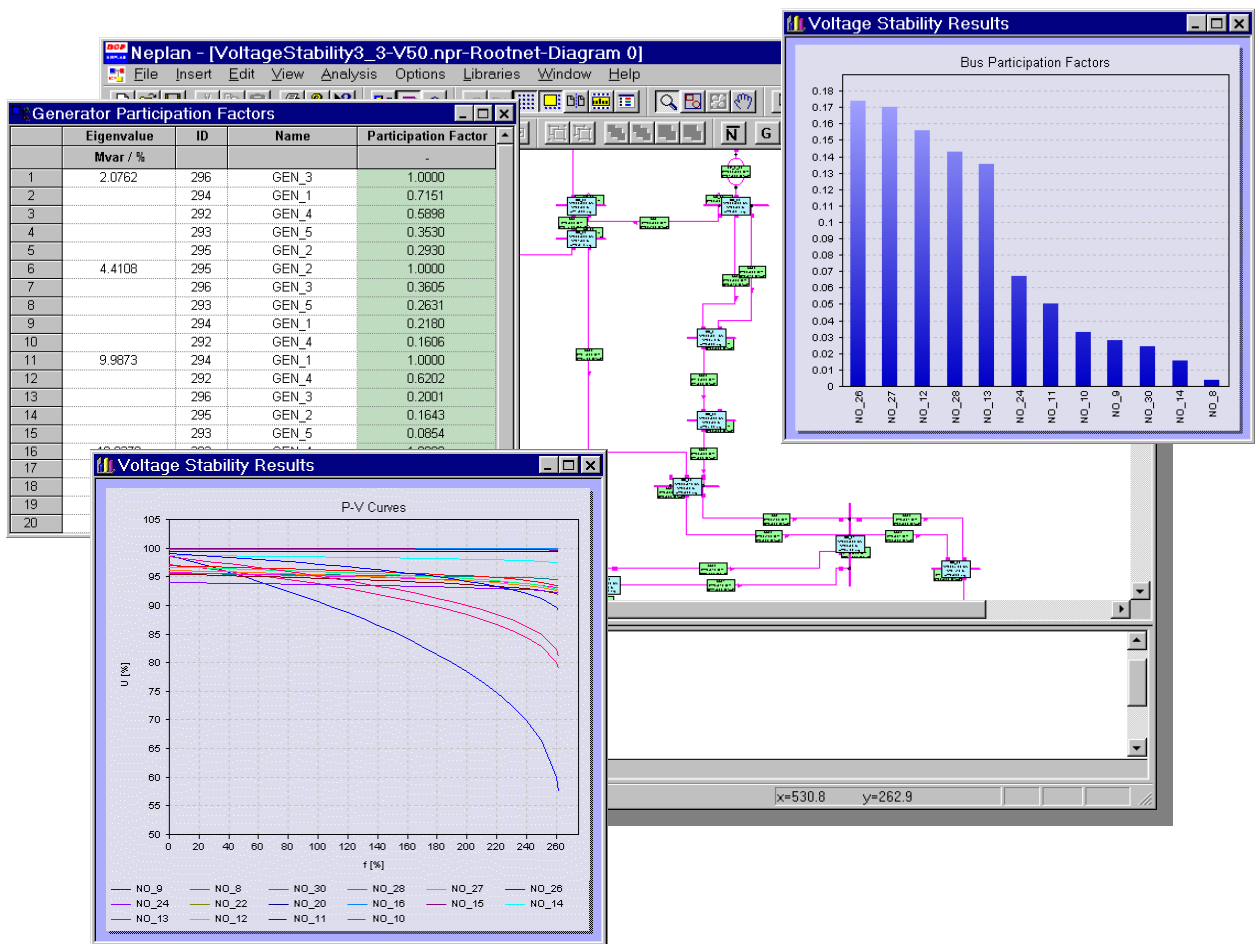 Voltage Stability Results
Bus Participation Factors
0.18
0.17
0.16
0.15
0.14
0.13
0.12
0.11
0.1
0.09
0.08
0.07
0.06
0.05
0.04
0.03
0.02
0.01
0
NO_26 NO_27 NO_12 NO_28 NO_13 NO_24 NO_11 NO_10 NO_9 NO_30 NO_14 NO_8
Neplan - [VoltageStability3_3-V50.npr-Rootnet-Diagram 0]
File Insert Edit View Analysis Options Libraries Window Help
N G
Generator Participation Factors
Eigenvalue ID Name Participation Factor
Mvar / % -
1 2.0762 296 GEN_3 1.0000
2 294 GEN_1 0.7151
3 292 GEN_4 0.5898
4 293 GEN_5 0.3530
5 295 GEN_2 0.2930
6 4.4108 295 GEN_2 1.0000
7 296 GEN_3 0.3605
8 293 GEN_5 0.2631
9 294 GEN_1 0.2180
10 292 GEN_4 0.1606
11 9.9873 294 GEN_1 1.0000
12 292 GEN_4 0.6202
13 296 GEN_3 0.2001
14 295 GEN_2 0.1643
15 293 GEN_5 0.0854
16
17
18
19
20
Voltage Stability Results
P-V Curves
105
100
95
90
85
80
75
70
65
60
55
50
U [%]
0 20 40 60 80 100 120 140 160 180 200 220 240 260
f [%]
NO_9 NO_8 NO_30 NO_28 NO_27 NO_26
NO_24 NO_22 NO_20 NO_16 NO_15 NO_14
NO_13 NO_12 NO_11 NO_10
x=530.8 y=262.9